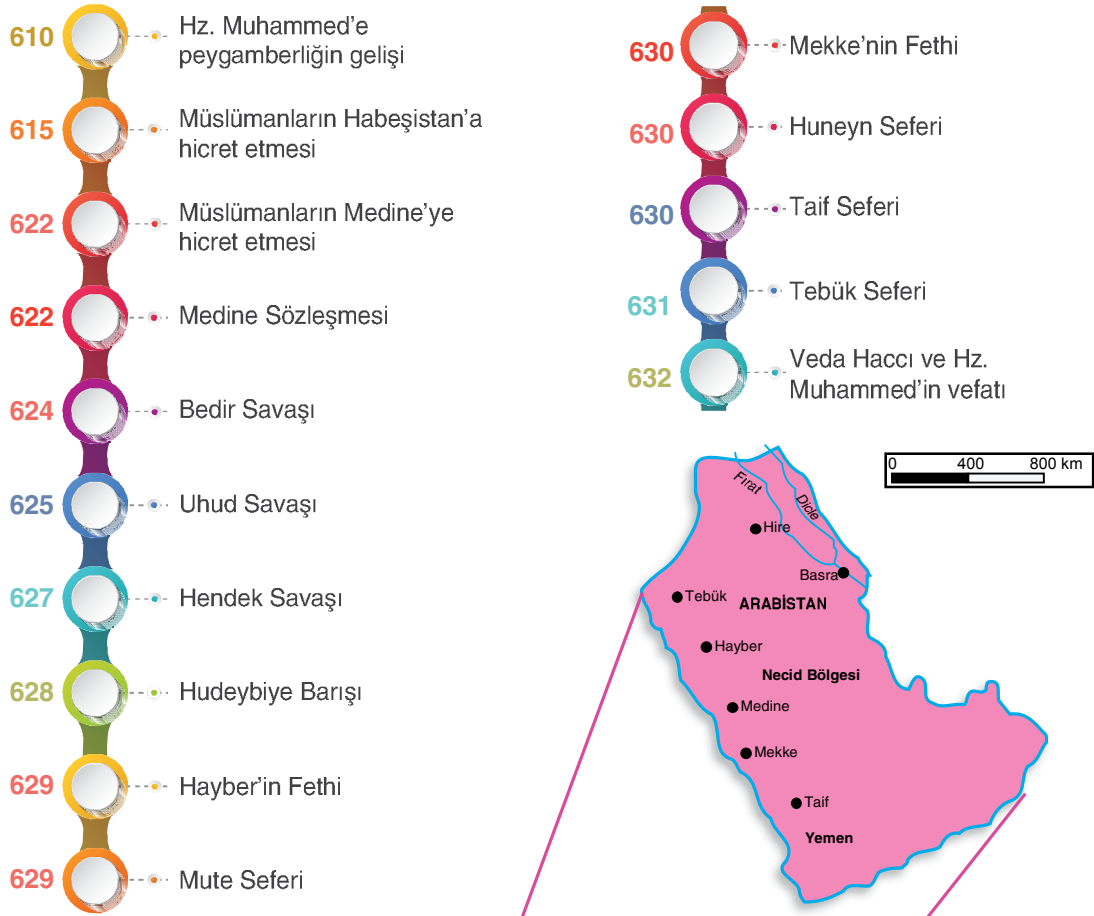 610
Hz. Muhammed’e
peygamberliğin gelişi
615
Müslümanların Habeşistan’a
hicret etmesi
622
Müslümanların Medine’ye
hicret etmesi
622
Medine Sözleşmesi
624
Bedir Savaşı
625
Uhud Savaşı
627
Hendek Savaşı
628
Hudeybiye Barışı
629
Hayber’in Fethi
629
Mute Seferi
630
Mekke’nin Fethi
630
Huneyn Seferi
630
Taif Seferi
631
Tebük Seferi
632
Veda Haccı ve Hz.
Muhammed’in vefatı
0 400 800 km
Fırat
Dicle
Hire
Basra
Tebük
ARABİSTAN
Hayber
Necid Bölgesi
Medine
Mekke
Taif
Yemen